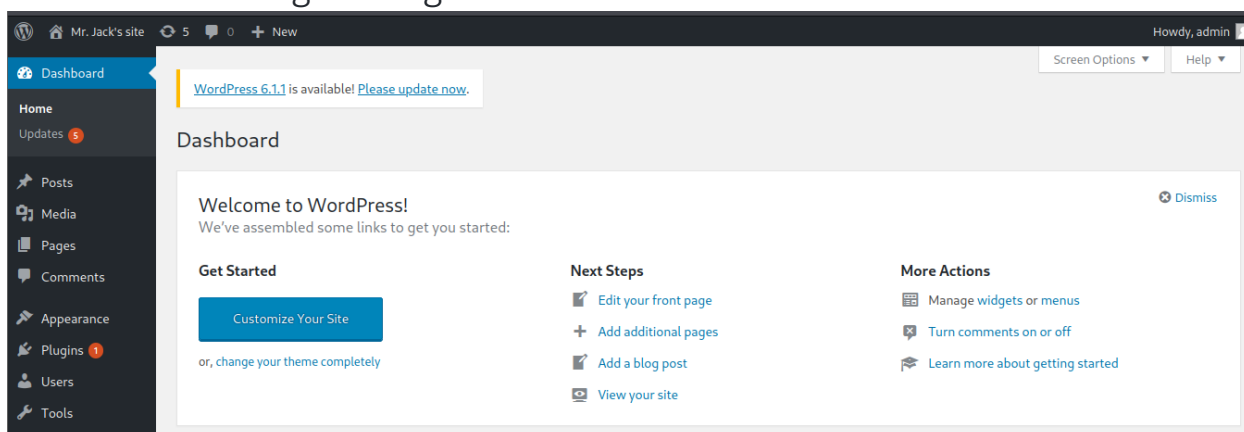 Mr. Jack's site 5 0 New Howdy, admin
Screen Options Help
Dashboard
Home
Updates 5
Posts
Media
Pages
Comments
Appearance
Plugins 1
Users
Tools
WordPress 6.1.1 is available! Please update now.
Dashboard
Welcome to WordPress!
Dismiss
We've assembled some links to get you started:
Get Started
Customize Your Site
or, change your theme completely
Next Steps
Edit your front page
Add additional pages
Add a blog post
View your site
More Actions
Manage widgets or menus
Turn comments on or off
Learn more about getting started